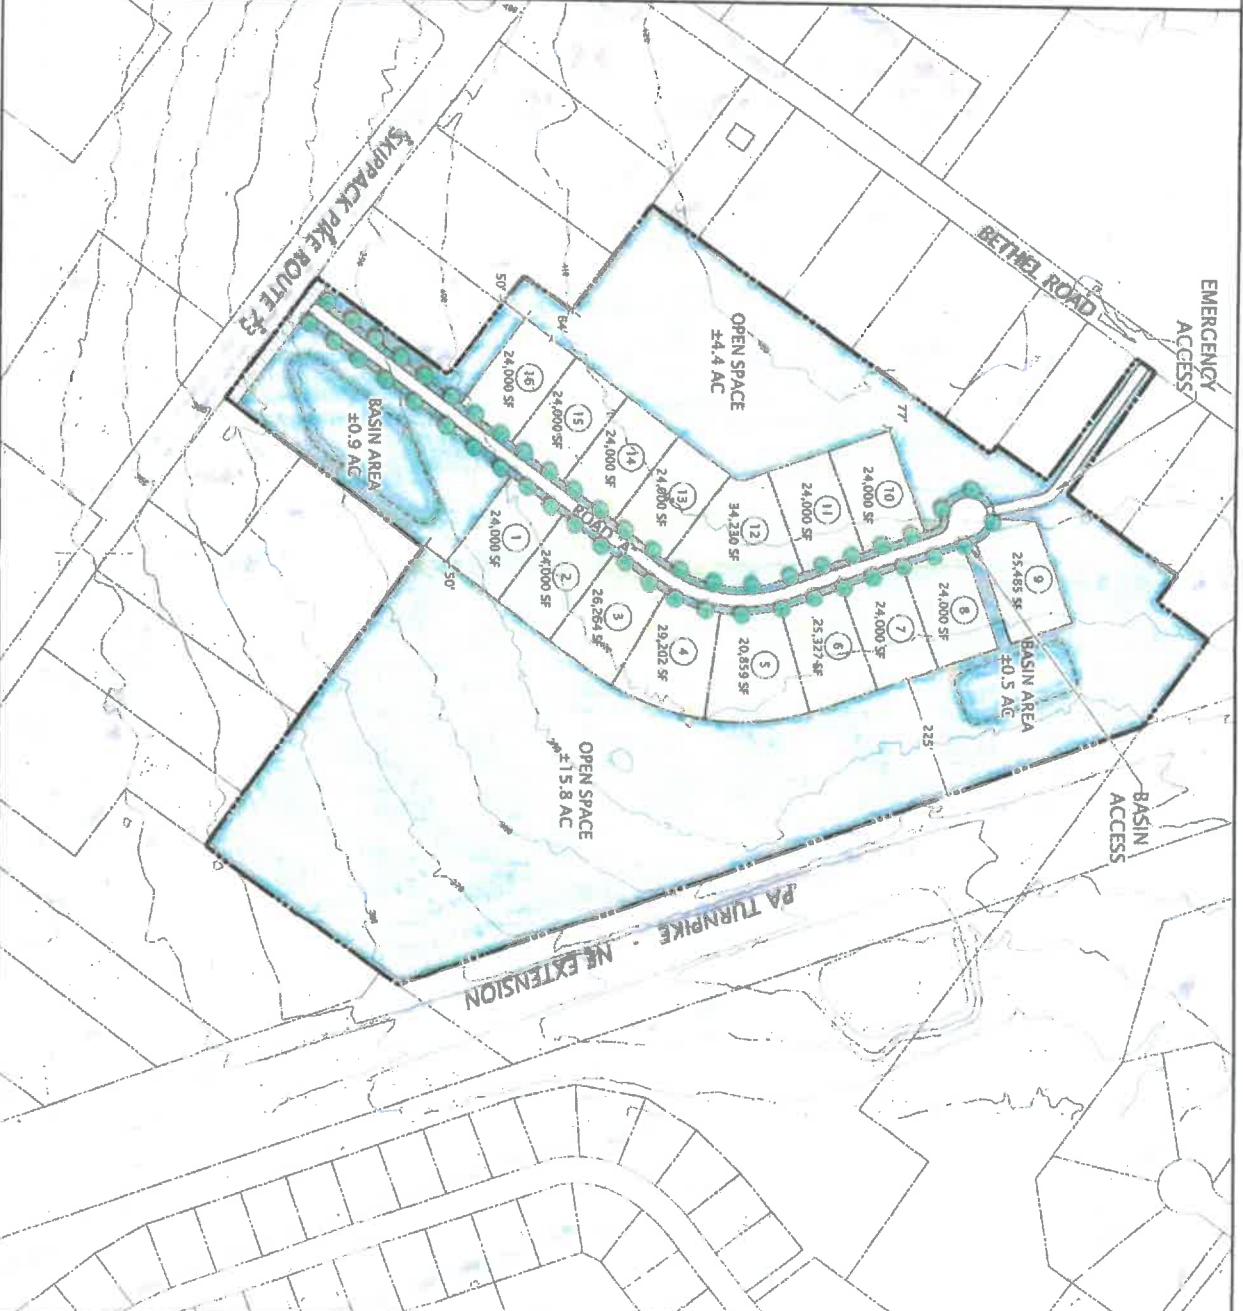 EMERGENCY
ACCESS
BETHEL ROAD
SKIPPACK PIKE ROUTE 73
OPEN SPACE
±4.4 AC
77'
50'
64'
16
24,000 SF
15
24,000 SF
14
24,000 SF
13
24,000 SF
12
34,230 SF
11
24,000 SF
10
24,000 SF
9
25,485 SF
8
24,000 SF
7
24,000 SF
6
25,327 SF
5
20,859 SF
4
29,202 SF
3
26,264 SF
2
24,000 SF
1
24,000 SF
ROAD 'A'
BASIN AREA
±0.9 AC
50'
BASIN AREA
±0.5 AC
225'
BASIN
ACCESS
OPEN SPACE
±15.8 AC
PA TURNPIKE - NE EXTENSION